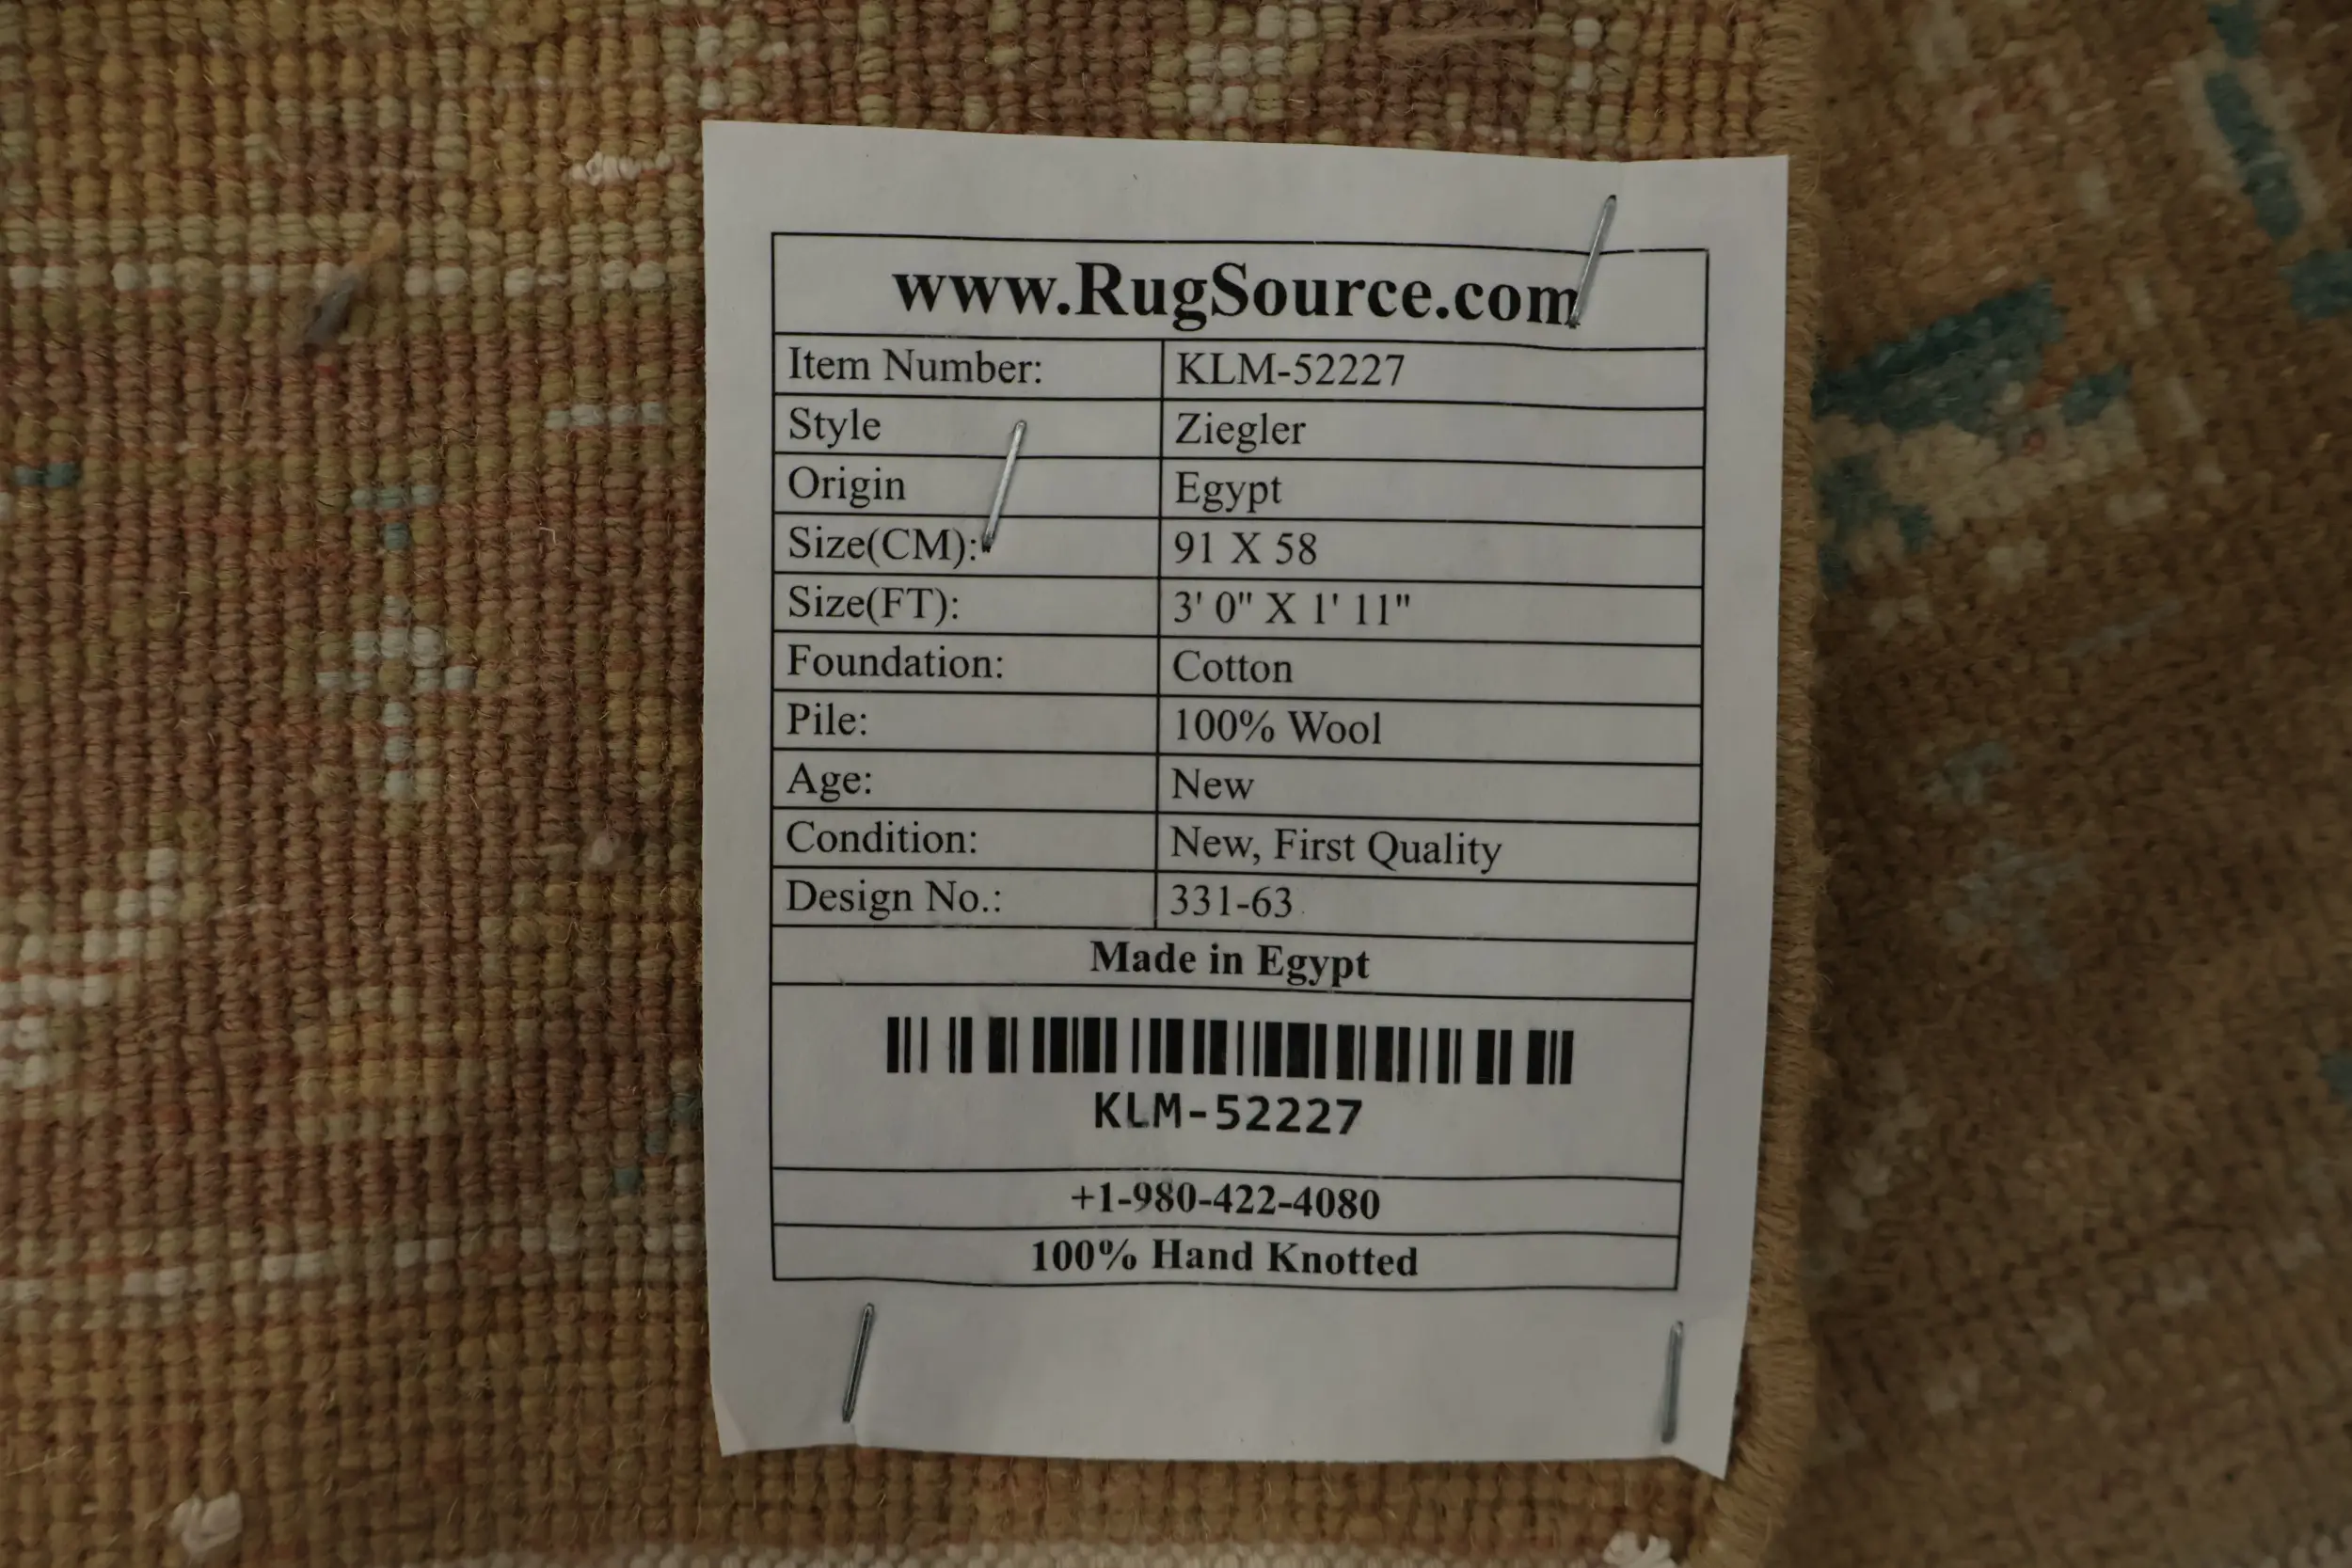 www.RugSource.com
Item Number: KLM-52227
Style Ziegler
Origin Egypt
Size(CM): 91 X 58
Size(FT): 3' 0" X 1' 11"
Foundation: Cotton
Pile: 100% Wool
Age: New
Condition: New, First Quality
Design No.: 331-63
Made in Egypt
KLM-52227
+1-980-422-4080
100% Hand Knotted